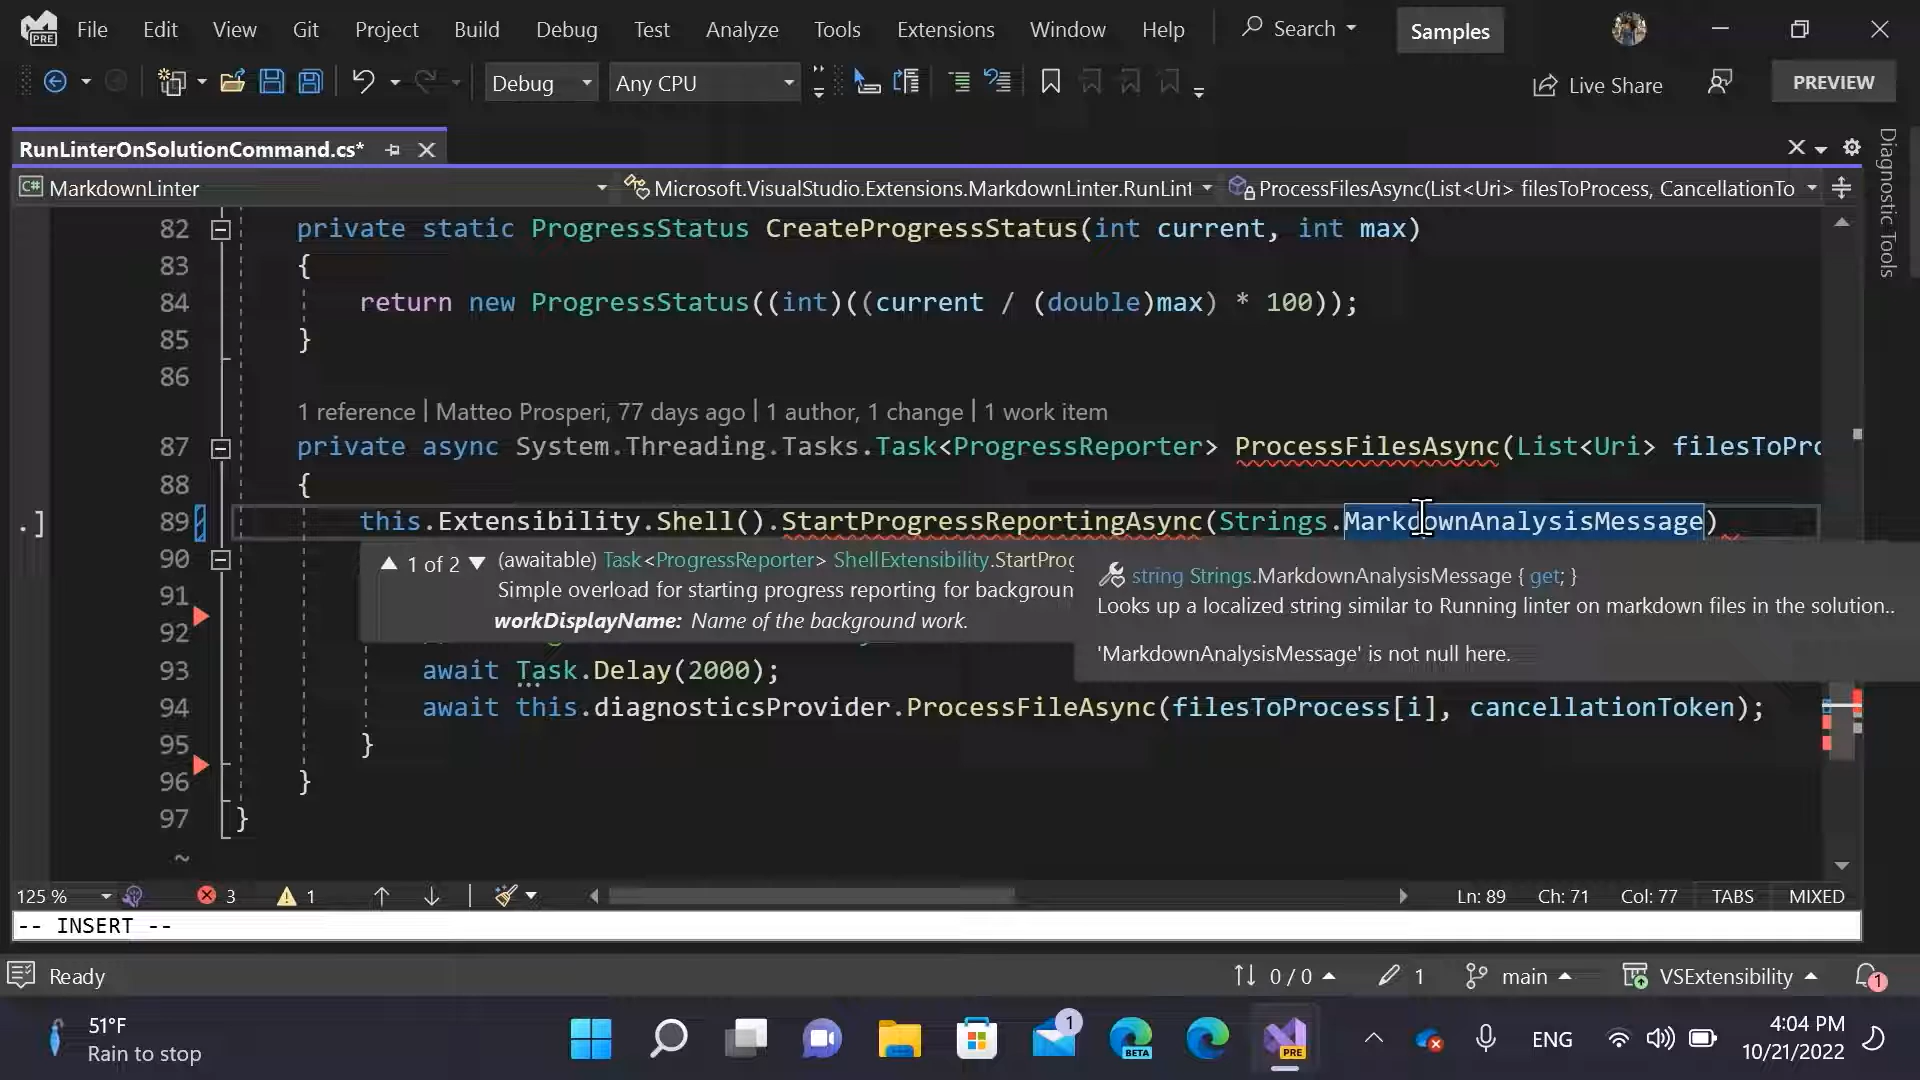 PRE File Edit View Git Project Build Debug Test Analyze Tools Extensions Window Help Search Samples
Debug Any CPU Live Share PREVIEW
RunLinterOnSolutionCommand.cs*
MarkdownLinter Microsoft.VisualStudio.Extensions.MarkdownLinter.RunLint ProcessFilesAsync(List<Uri> filesToProcess, CancellationTo
Diagnostic Tools
82 private static ProgressStatus CreateProgressStatus(int current, int max)
83 {
84 return new ProgressStatus((int)((current / (double)max) * 100));
85 }
86
1 reference | Matteo Prosperi, 77 days ago | 1 author, 1 change | 1 work item
87 private async System.Threading.Tasks.Task<ProgressReporter> ProcessFilesAsync(List<Uri> filesToPro
88 {
.] 89 this.Extensibility.Shell().StartProgressReportingAsync(Strings.MarkdownAnalysisMessage)
90
91
92
1 of 2 (awaitable) Task<ProgressReporter> ShellExtensibility.StartProg
Simple overload for starting progress reporting for backgroun
workDisplayName: Name of the background work.
string Strings.MarkdownAnalysisMessage { get; }
Looks up a localized string similar to Running linter on markdown files in the solution..
'MarkdownAnalysisMessage' is not null here.
93 await Task.Delay(2000);
94 await this.diagnosticsProvider.ProcessFileAsync(filesToProcess[i], cancellationToken);
95 }
96 }
97 }
~
125 % 3 1 Ln: 89 Ch: 71 Col: 77 TABS MIXED
-- INSERT --
Ready 0 / 0 1 main VSExtensibility 1
51°F
Rain to stop
1 BETA PRE ENG
4:04 PM
10/21/2022